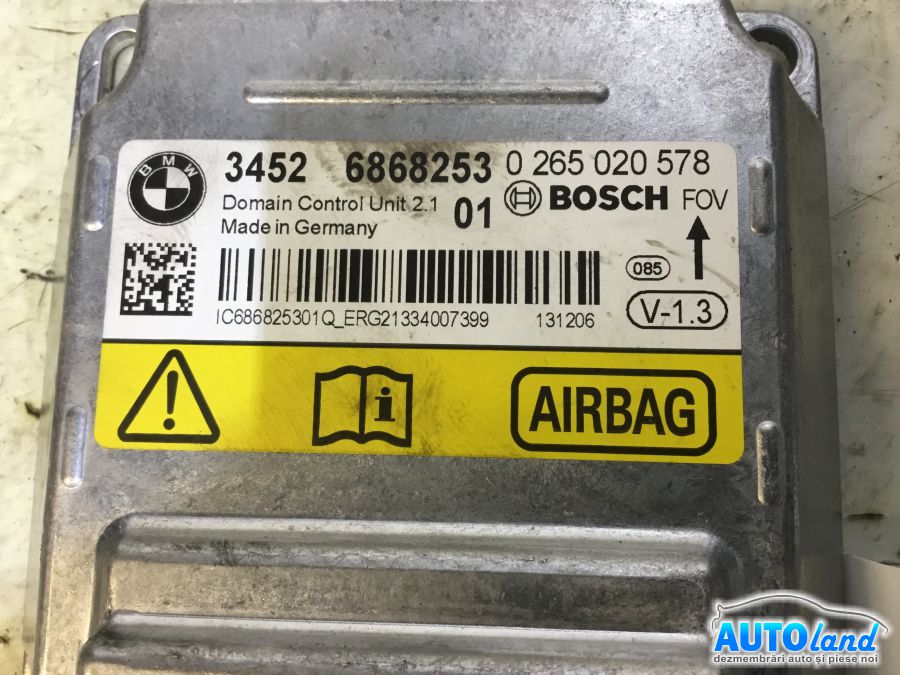 BMW
3452 6868253 0 265 020 578
Domain Control Unit 2.1 01 BOSCH FOV
Made in Germany
085
V-1.3
IC686825301Q_ERG21334007399 131206
! i AIRBAG
AUTOland
dezmembrări auto și piese noi